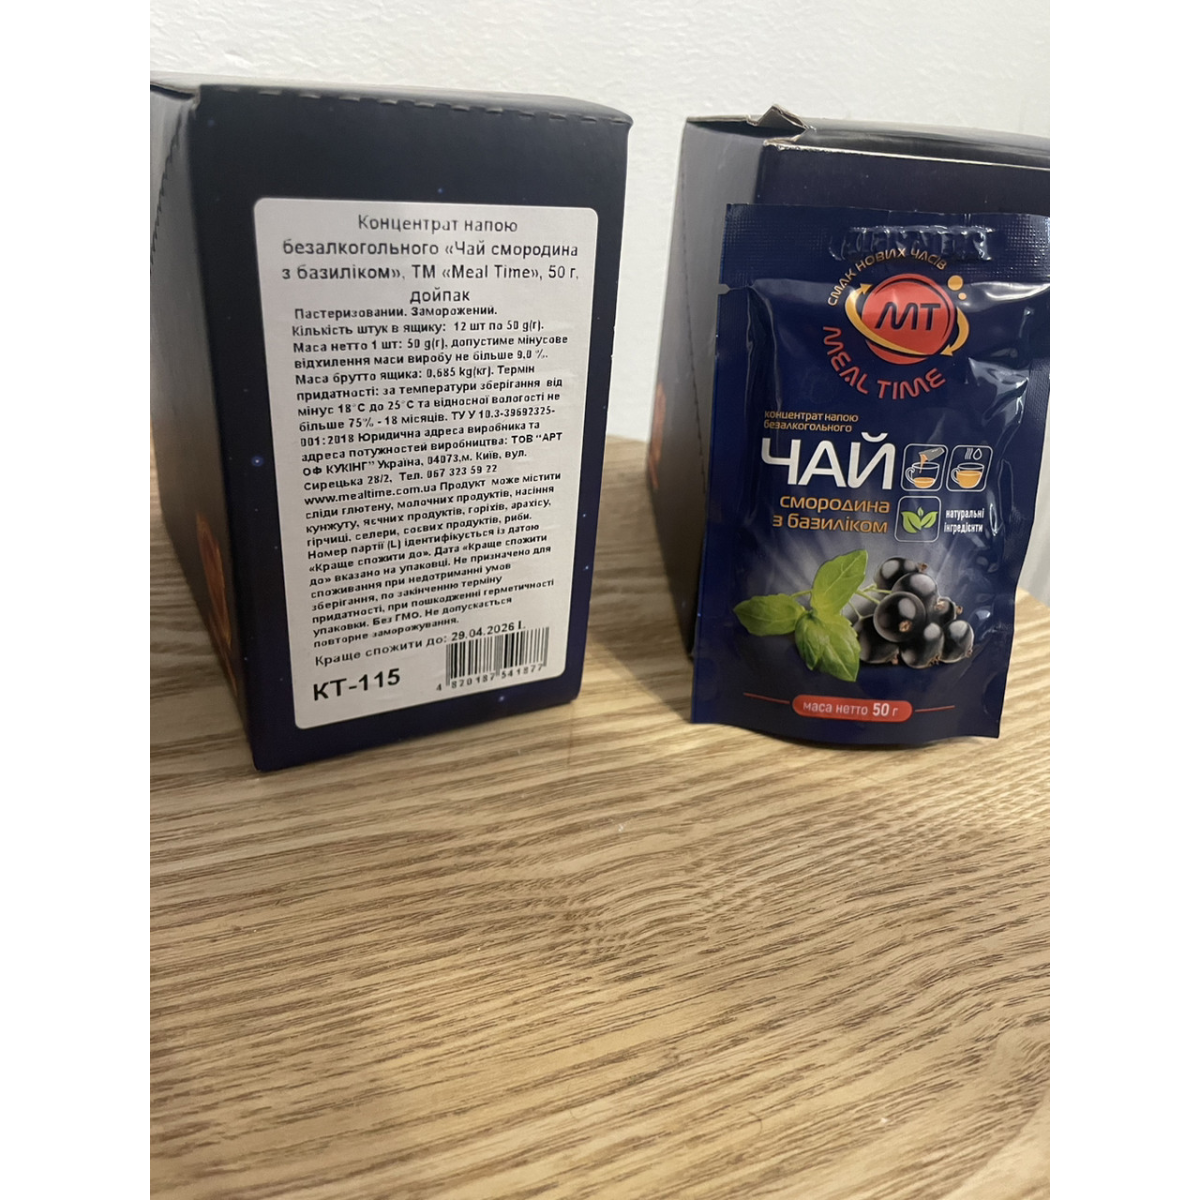 Концентрат напою
безалкогольного «Чай смородина
з базиліком», ТМ «Meal Time», 50 г,
дойпак
Пастеризований. Заморожений.
Кількість штук в ящику: 12 шт по 50 g(г).
Маса нетто 1 шт: 50 g(г), допустиме мінусове
відхилення маси виробу не більше 9,0 %.
Маса брутто ящика: 0,685 kg(кг). Термін
придатності: за температури зберігання від
мінус 18°С до 25°С та відносної вологості не
більше 75% - 18 місяців. ТУ У 10.3-39692325-
001:2018 Юридична адреса виробника та
адреса потужностей виробництва: ТОВ "АРТ
ОФ КУКІНГ" Україна, 04073,м. Київ, вул.
Сирецька 28/2, Тел. 067 323 59 22
www.mealtime.com.ua Продукт може містити
сліди глютену, молочних продуктів, насіння
кунжуту, яєчних продуктів, горіхів, арахісу,
гірчиці, селери, соєвих продуктів, риби.
Номер партії (L) ідентифікується із датою
«Краще спожити до». Дата «Краще спожити
до» вказано на упаковці. Не призначено для
споживання при недотриманні умов
зберігання, по закінченню терміну
придатності, при пошкодженні герметичності
упаковки. Без ГМО. Не допускається
повторне заморожування.
Краще спожити до: 29.04.2026 І.
КТ-115
4 820187 541877
СМАК НОВИХ ЧАСІВ
МТ
MEAL TIME
концентрат напою
безалкогольного
ЧАЙ
смородина
з базиліком
натуральні
інгредієнти
маса нетто 50 г